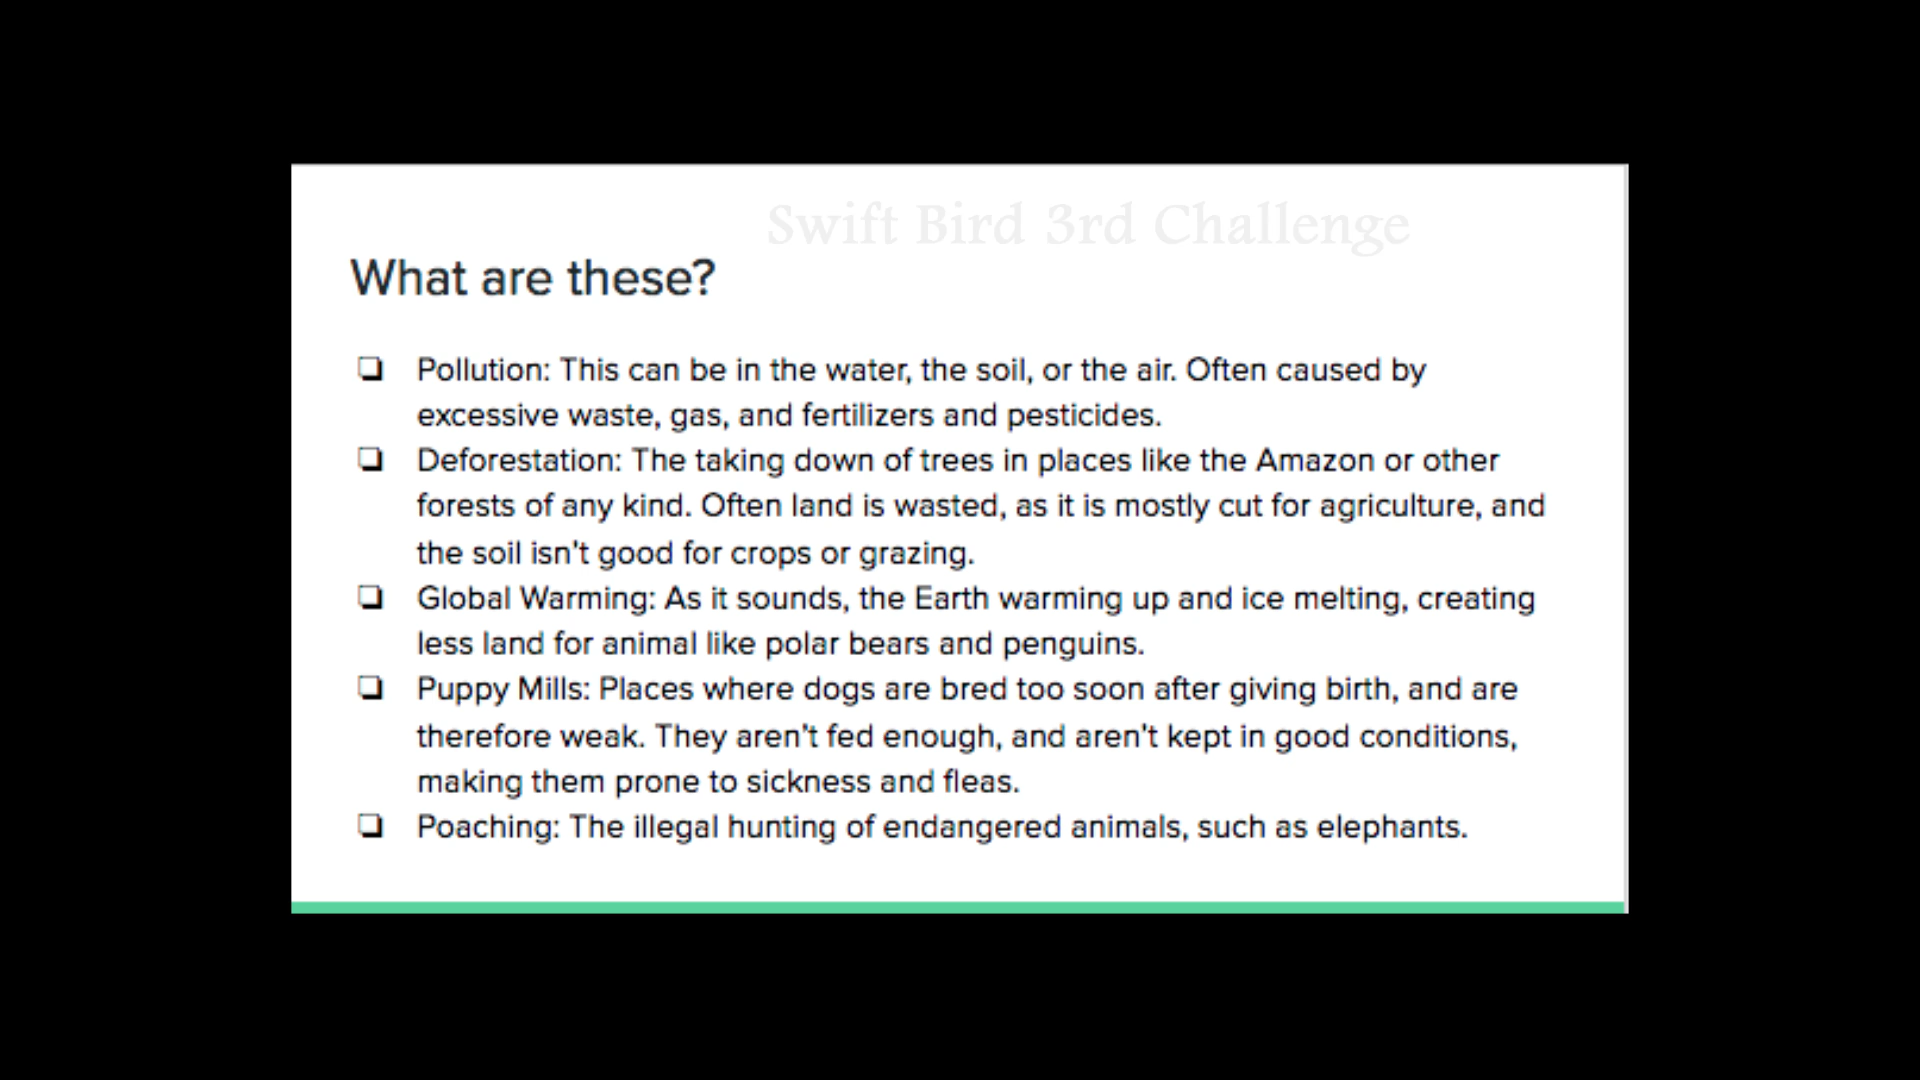 Swift Bird 3rd Challenge
What are these?
❏ Pollution: This can be in the water, the soil, or the air. Often caused by
excessive waste, gas, and fertilizers and pesticides.
❏ Deforestation: The taking down of trees in places like the Amazon or other
forests of any kind. Often land is wasted, as it is mostly cut for agriculture, and
the soil isn't good for crops or grazing.
❏ Global Warming: As it sounds, the Earth warming up and ice melting, creating
less land for animal like polar bears and penguins.
❏ Puppy Mills: Places where dogs are bred too soon after giving birth, and are
therefore weak. They aren't fed enough, and aren't kept in good conditions,
making them prone to sickness and fleas.
❏ Poaching: The illegal hunting of endangered animals, such as elephants.